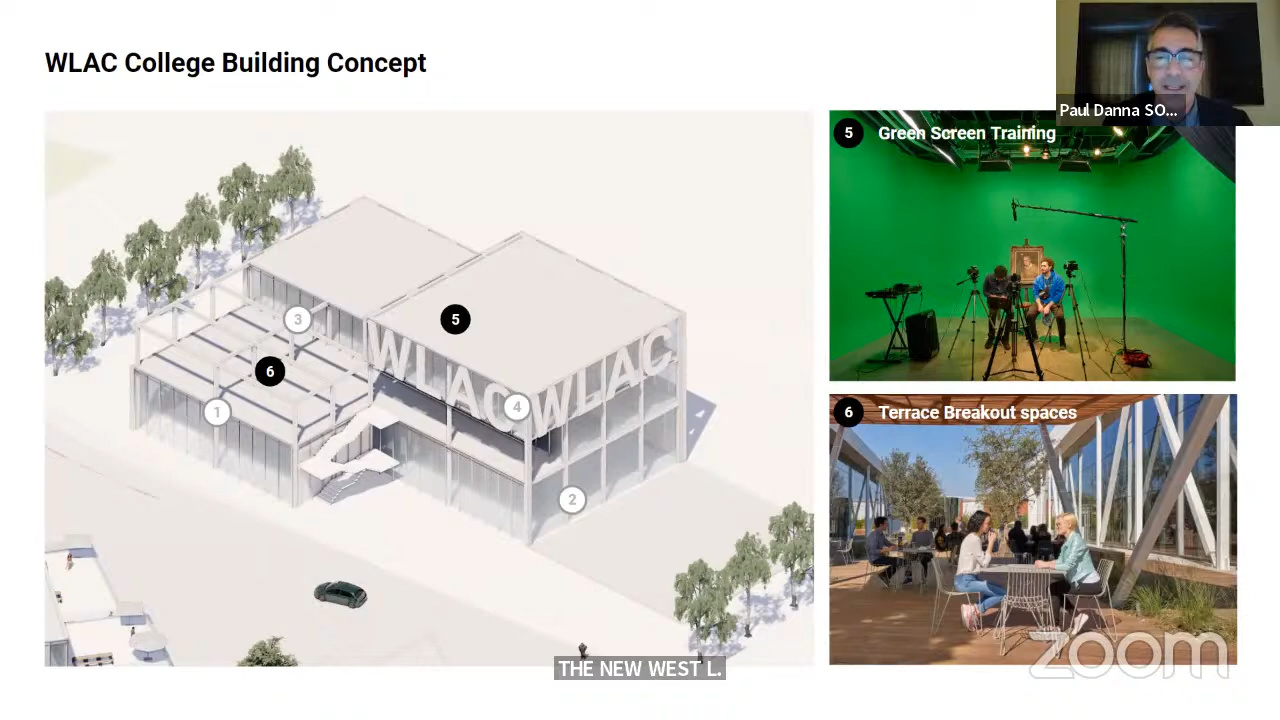 WLAC College Building Concept
Paul Danna SO...
5 Green Screen Training
3
5
6
WLAC
WLAC
1
4
2
6 Terrace Breakout spaces
zoom
THE NEW WEST L.